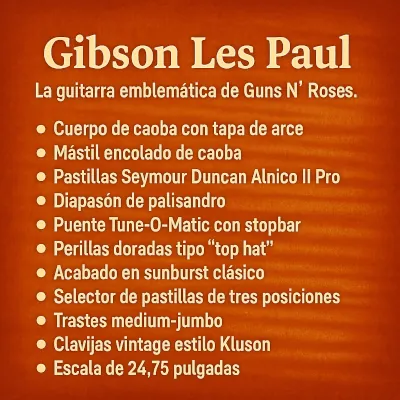 Gibson Les Paul
La guitarra emblemática de Guns N’ Roses.
• Cuerpo de caoba con tapa de arce
• Mástil encolado de caoba
• Pastillas Seymour Duncan Alnico II Pro
• Diapasón de palisandro
• Puente Tune-O-Matic con stopbar
• Perillas doradas tipo “top hat”
• Acabado en sunburst clásico
• Selector de pastillas de tres posiciones
• Trastes medium-jumbo
• Clavijas vintage estilo Kluson
• Escala de 24,75 pulgadas